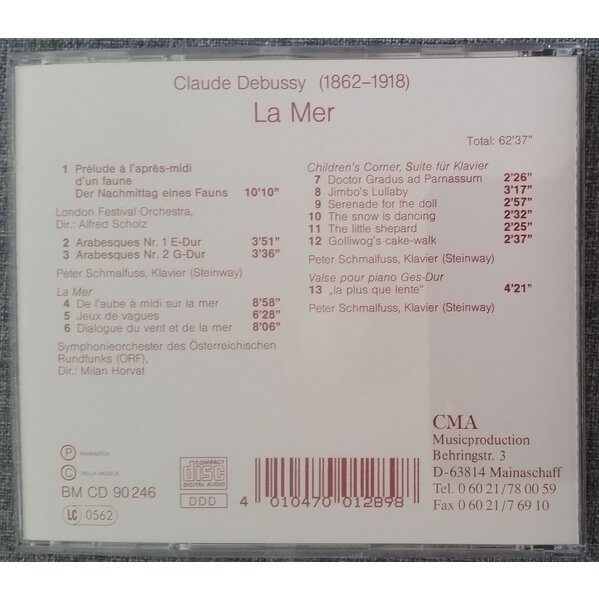 Claude Debussy (1862–1918)
La Mer
Total: 62'37"
1 Prélude à l'après-midi
d'un faune
Der Nachmittag eines Fauns 10'10"
London Festival Orchestra,
Dir.: Alfred Scholz
2 Arabesques Nr. 1 E-Dur 3'51"
3 Arabesques Nr. 2 G-Dur 3'36"
Peter Schmalfuss, Klavier (Steinway)
La Mer
4 De l'aube à midi sur la mer 8'58"
5 Jeux de vagues 6'28"
6 Dialogue du vent et de la mer 8'06"
Symphonieorchester des Österreichischen
Rundfunks (ORF),
Dir.: Milan Horvat
Children's Corner, Suite für Klavier
7 Doctor Gradus ad Parnassum 2'26"
8 Jimbo's Lullaby 3'17"
9 Serenade for the doll 2'57"
10 The snow is dancing 2'32"
11 The little shepard 2'25"
12 Golliwog's cake-walk 2'37"
Peter Schmalfuss, Klavier (Steinway)
Valse pour piano Ges-Dur
13 „la plus que lente" 4'21"
Peter Schmalfuss, Klavier (Steinway)
P Mediaphon
C BELLA MUSICA
BM CD 90246
LC 0562
COMPACT
disc
DIGITAL AUDIO
DDD
4 010470 012898
CMA
Musicproduction
Behringstr. 3
D-63814 Mainaschaff
Tel. 0 60 21/78 00 59
Fax 0 60 21/7 69 10